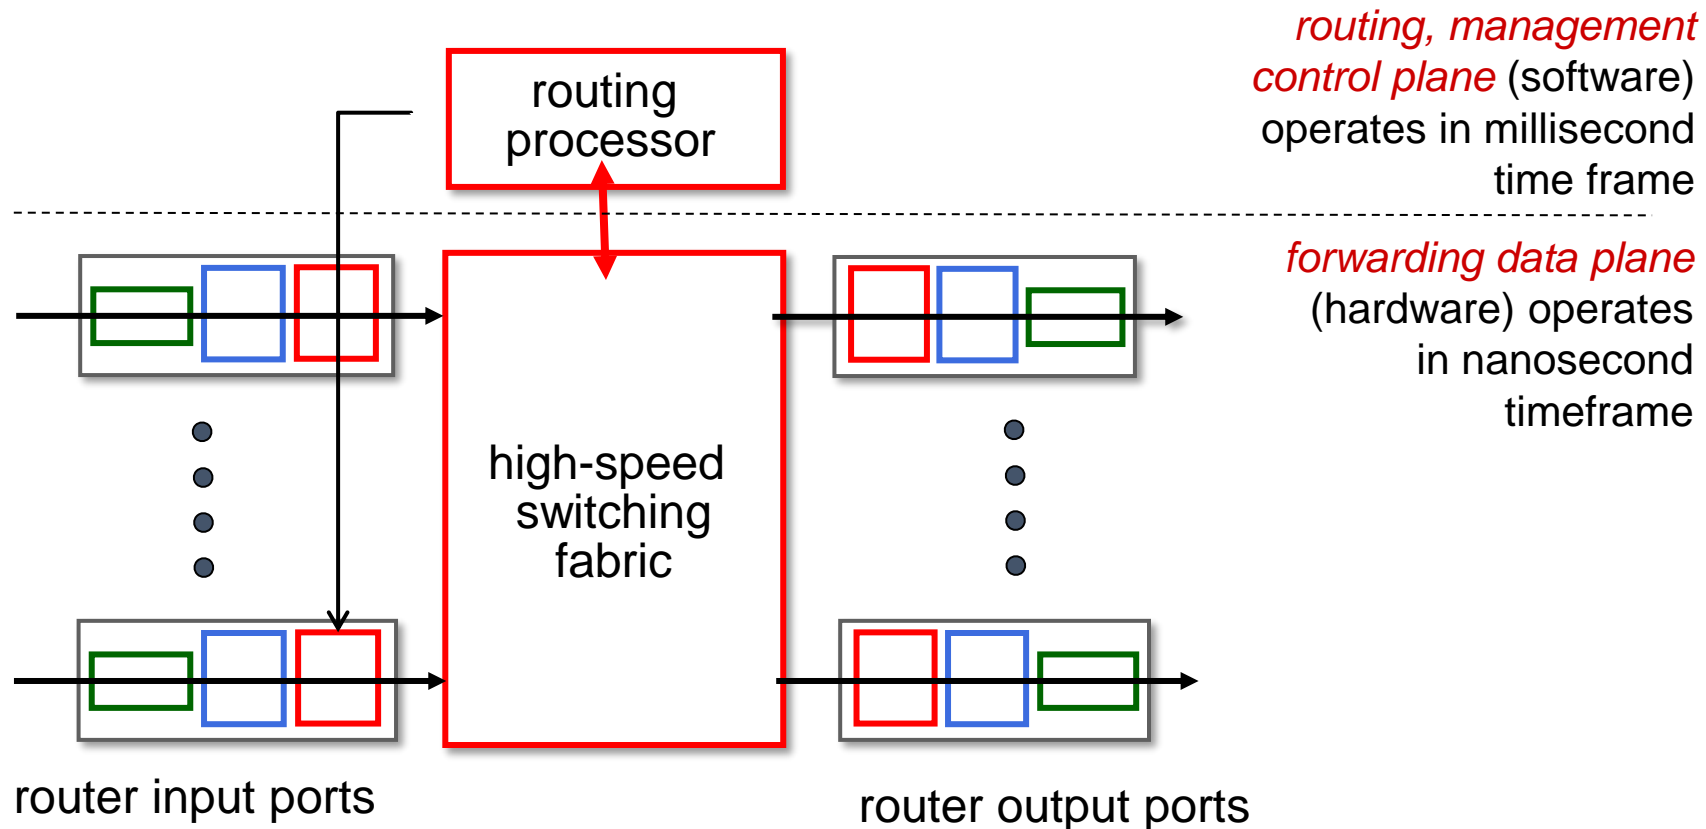 routing, management
control plane (software)
operates in millisecond
time frame
routing
processor
forwarding data plane
(hardware) operates
in nanosecond
timeframe
high-speed
switching
fabric
router input ports
router output ports